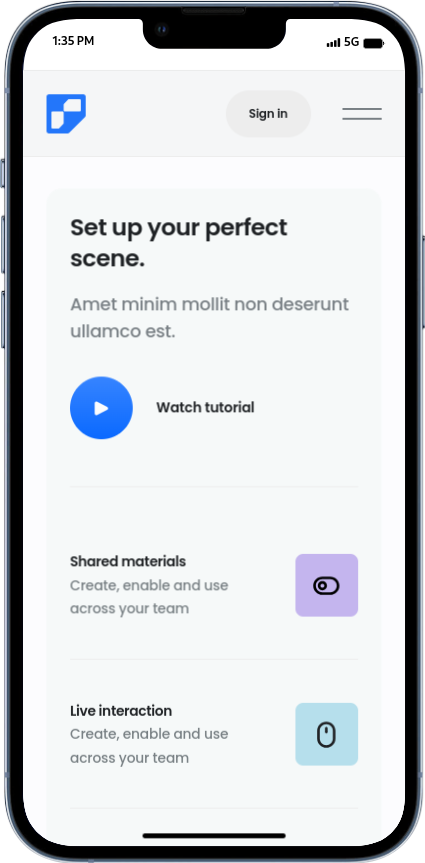 1:35 PM
5G
Sign in
Set up your perfect
scene.
Amet minim mollit non deserunt
ullamco est.
Watch tutorial
Shared materials
Create, enable and use
across your team
Live interaction
Create, enable and use
across your team